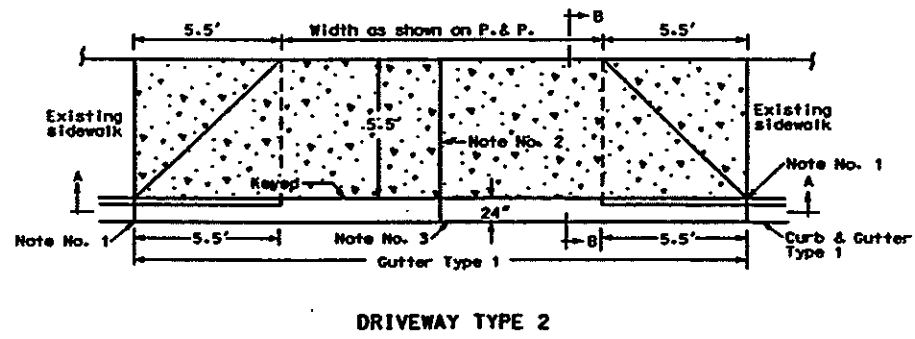 B
5.5' Width as shown on P.& P. 5.5'
Existing sidewalk
5.5'
Note No. 2
Existing sidewalk
Note No. 1
A
Keyed
A
24"
Note No. 1
5.5'
Note No. 3
B
5.5'
Curb & Gutter
Type 1
Gutter Type 1
DRIVEWAY TYPE 2